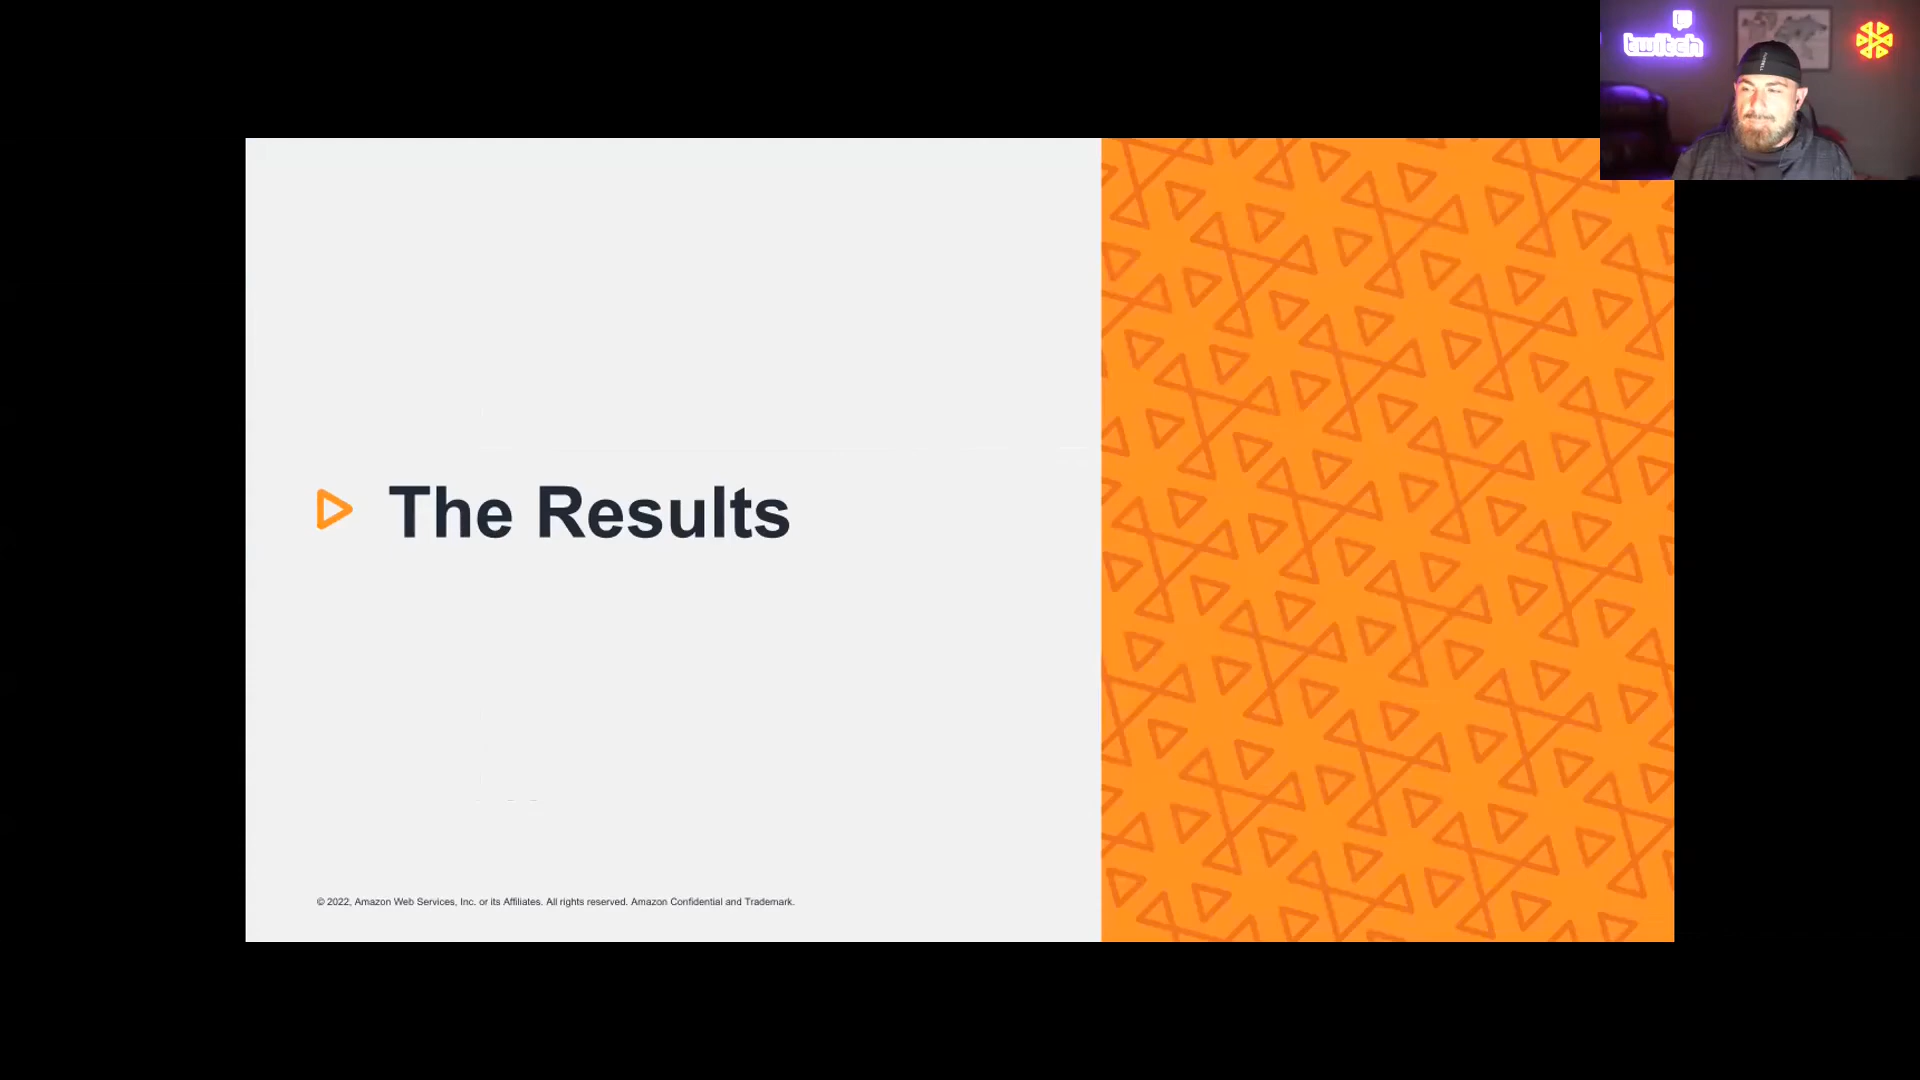 twitch
The Results
© 2022, Amazon Web Services, Inc. or its Affiliates. All rights reserved. Amazon Confidential and Trademark.